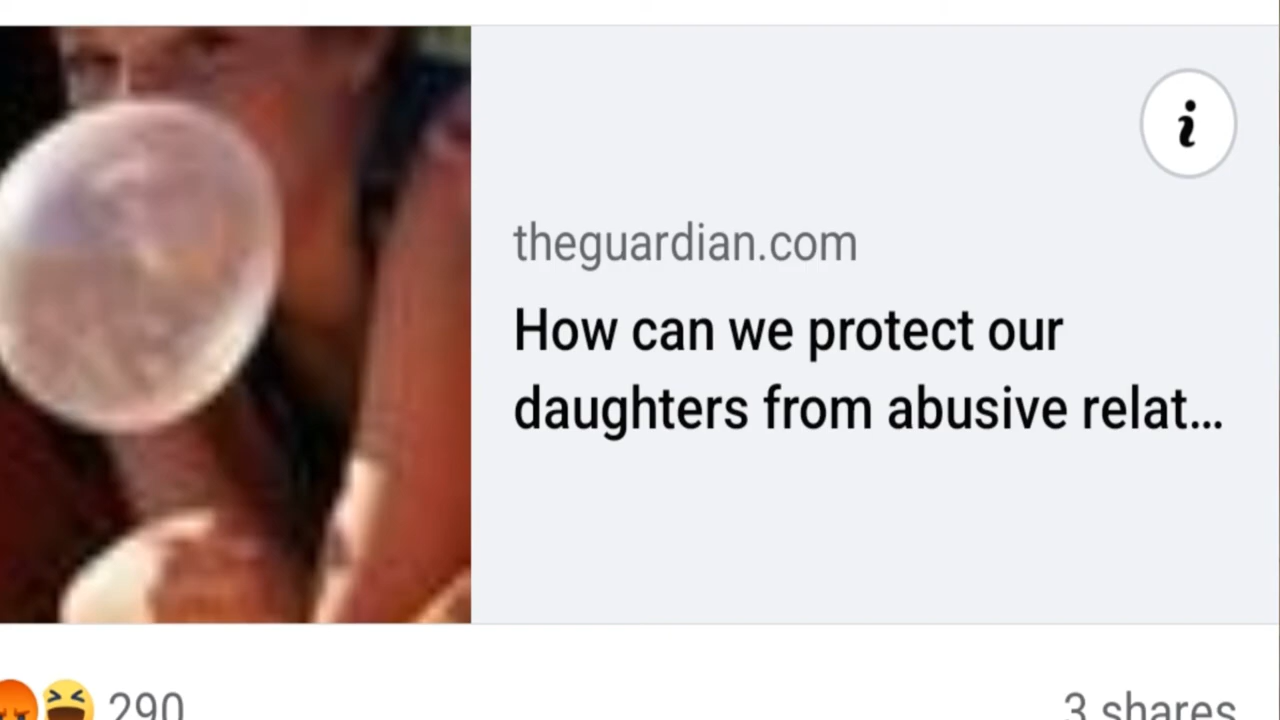 i
theguardian.com
How can we protect our
daughters from abusive relat...
290
3 shares